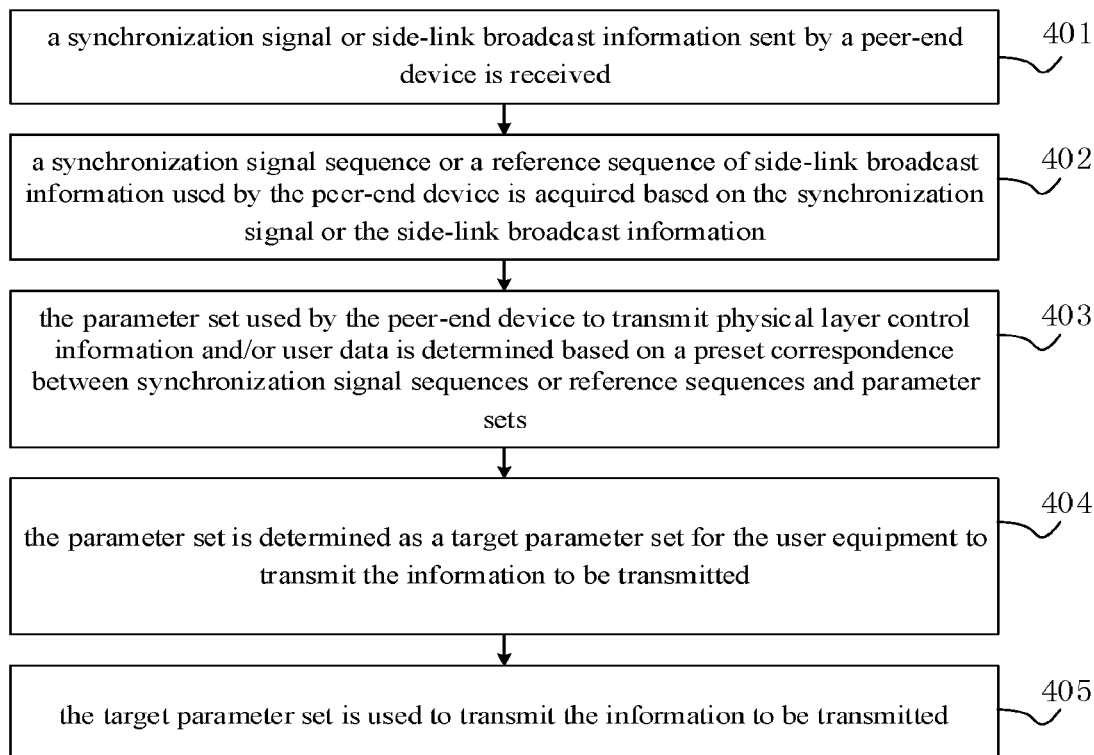 a synchronization signal or side-link broadcast information sent by a peer-end
device is received
401
a synchronization signal sequence or a reference sequence of side-link broadcast
information used by the peer-end device is acquired based on the synchronization
signal or the side-link broadcast information
402
the parameter set used by the peer-end device to transmit physical layer control
information and/or user data is determined based on a preset correspondence
between synchronization signal sequences or reference sequences and parameter
sets
403
the parameter set is determined as a target parameter set for the user equipment to
transmit the information to be transmitted
404
the target parameter set is used to transmit the information to be transmitted
405